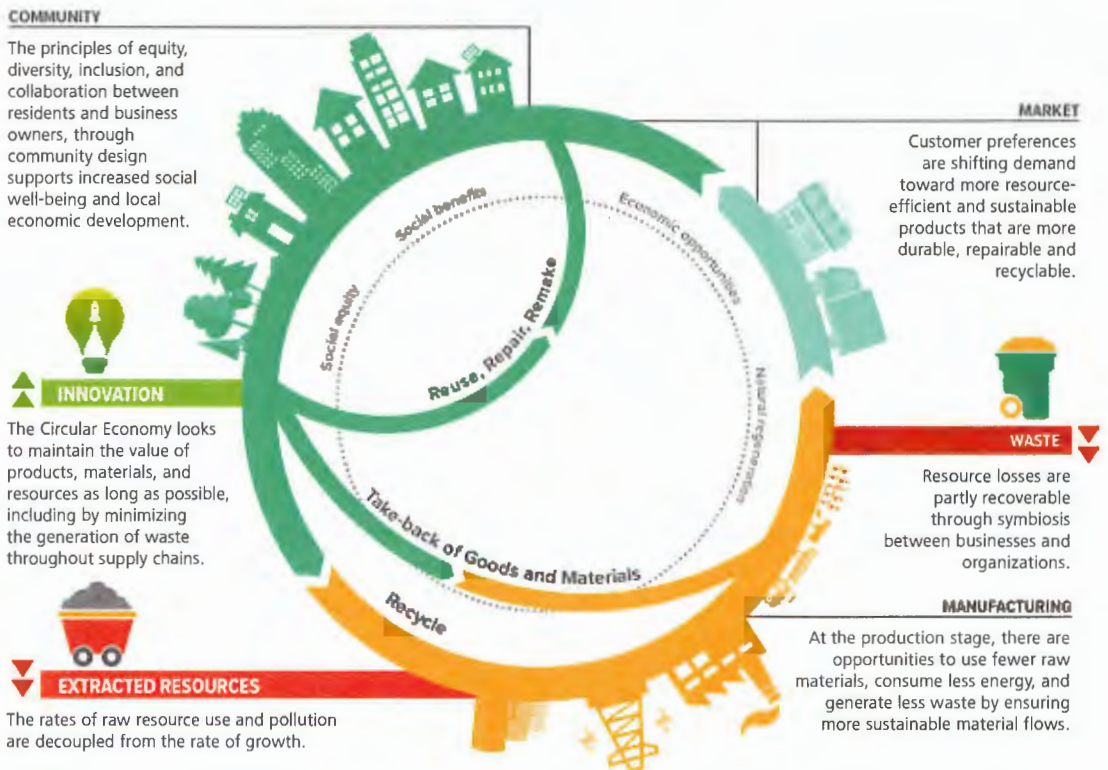 COMMUNITY
The principles of equity,
diversity, inclusion, and
collaboration between
residents and business
owners, through
community design
supports increased social
well-being and local
economic development.
MARKET
Customer preferences
are shifting demand
toward more resource-
efficient and sustainable
products that are more
durable, repairable and
recyclable.
Social benefits
Economic opportunities
Social equity
Natural regeneration
Reuse, Repair, Remake
Take-back of Goods and Materials
Recycle
INNOVATION
The Circular Economy looks
to maintain the value of
products, materials, and
resources as long as possible,
including by minimizing
the generation of waste
throughout supply chains.
WASTE
Resource losses are
partly recoverable
through symbiosis
between businesses and
organizations.
EXTRACTED RESOURCES
The rates of raw resource use and pollution
are decoupled from the rate of growth.
MANUFACTURING
At the production stage, there are
opportunities to use fewer raw
materials, consume less energy, and
generate less waste by ensuring
more sustainable material flows.